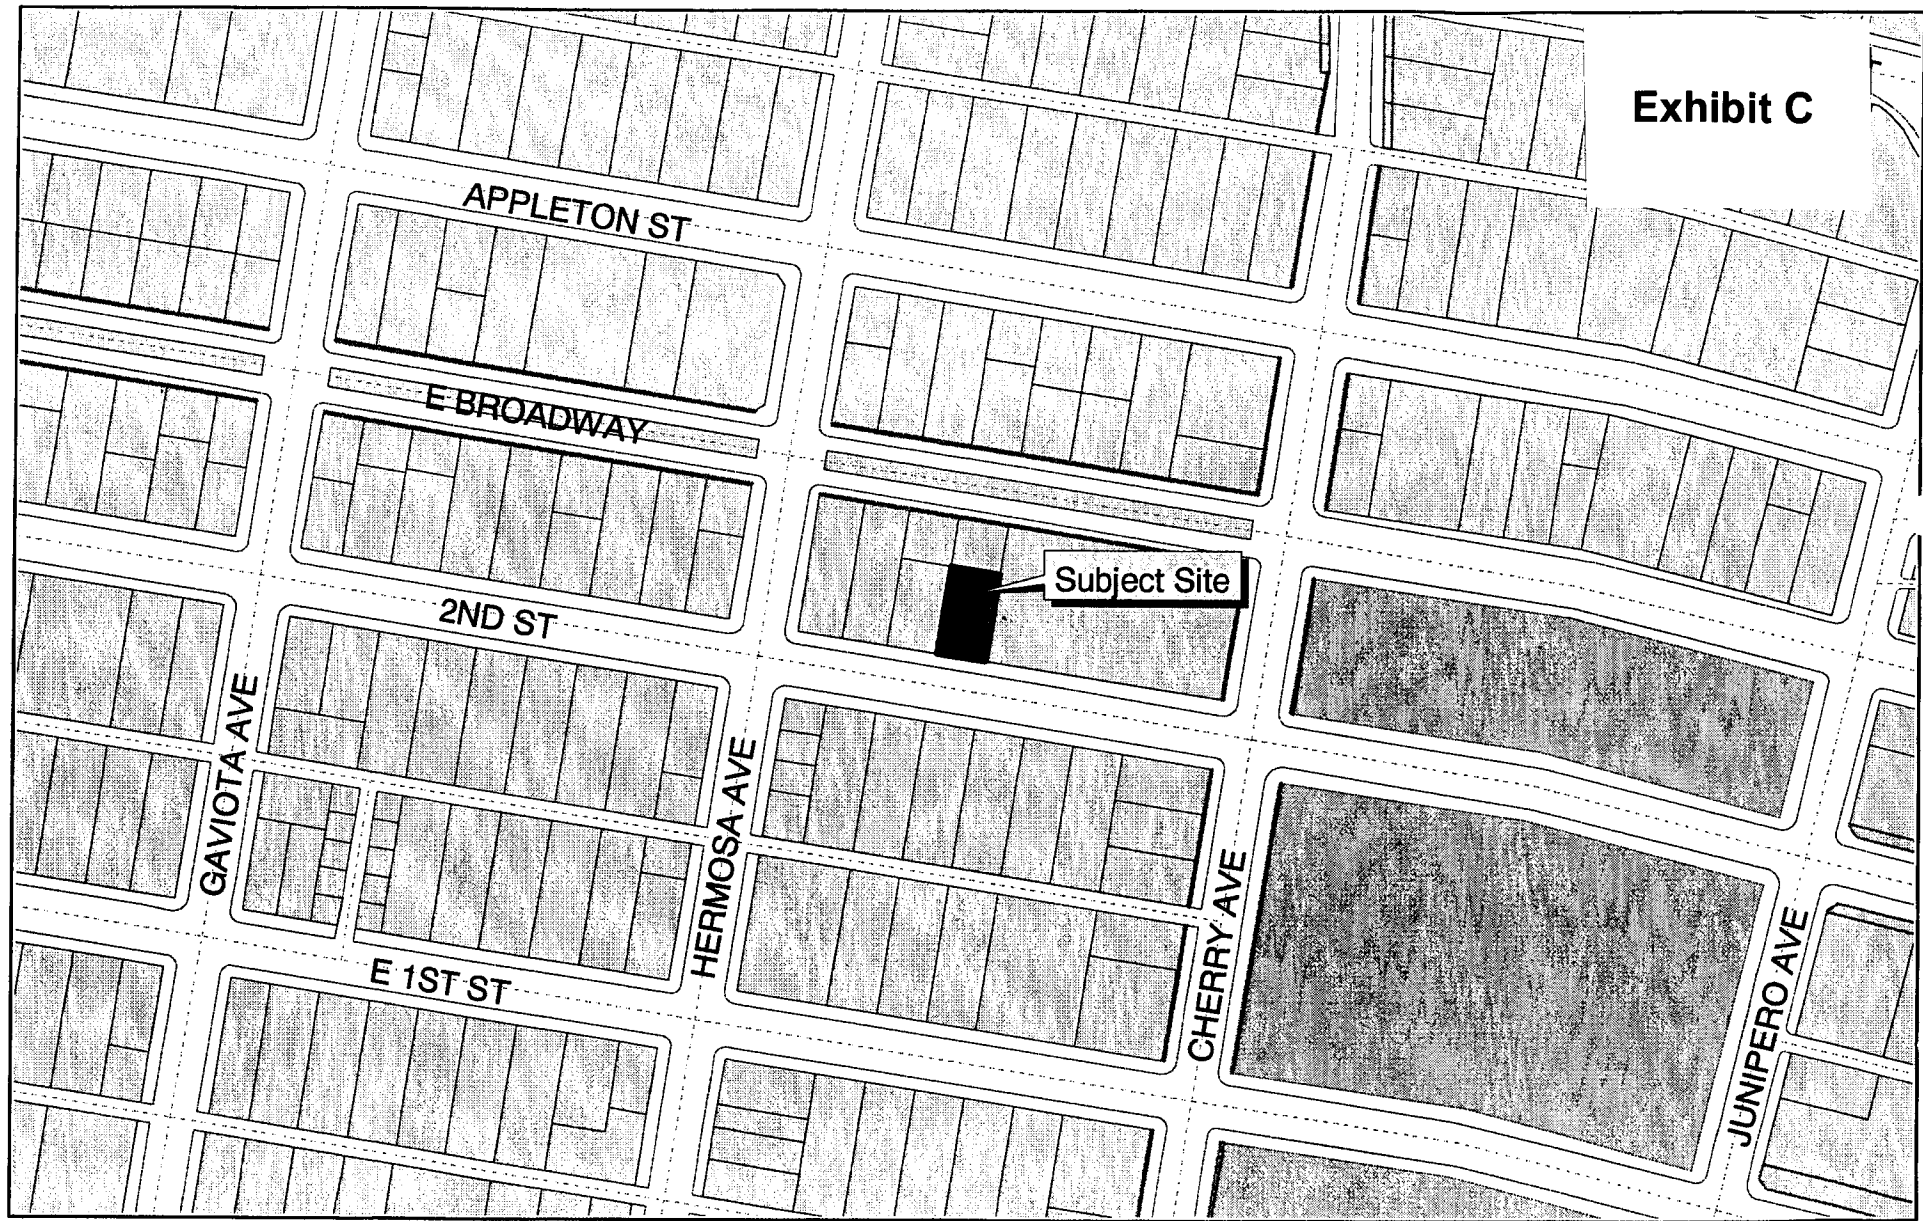 Exhibit C
APPLETON ST
E BROADWAY
Subject Site
2ND ST
GAVIOTA AVE
HERMOSA AVE
CHERRY AVE
JUNIPERO AVE
E 1ST ST